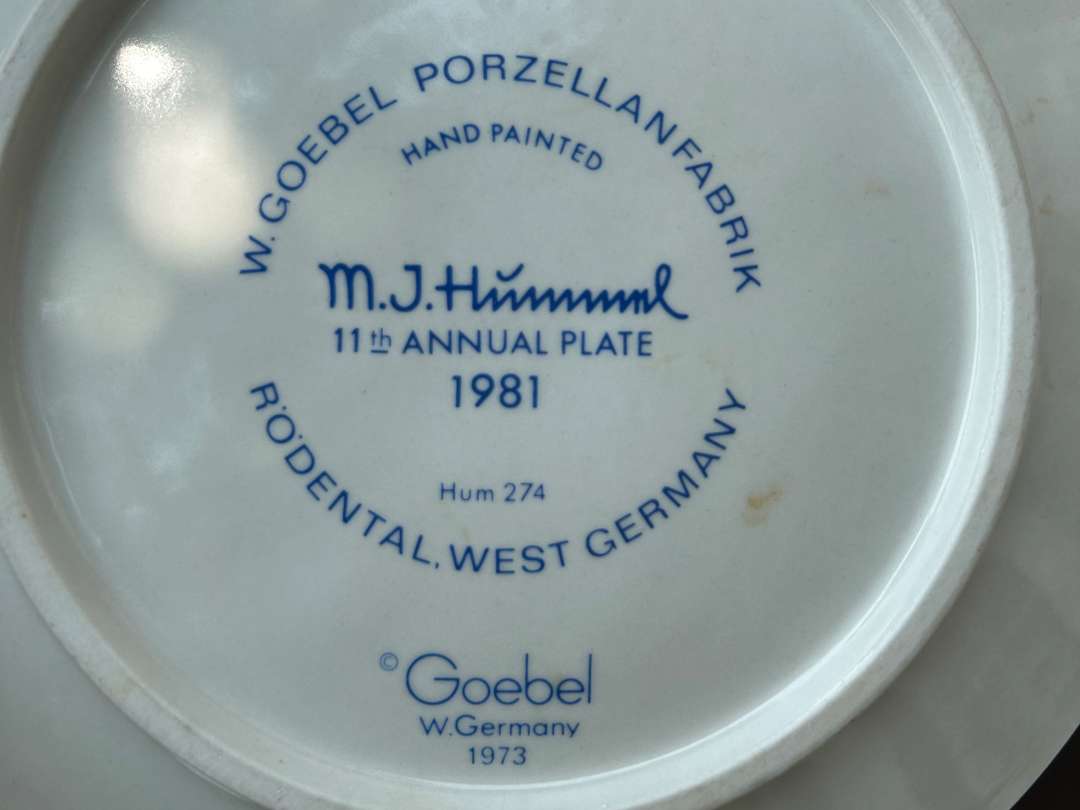 W. GOEBEL PORZELLANFABRIK
HAND PAINTED
M.J.Hummel
11th ANNUAL PLATE
1981
Hum 274
RÖDENTAL, WEST GERMANY
© Goebel
W.Germany
1973